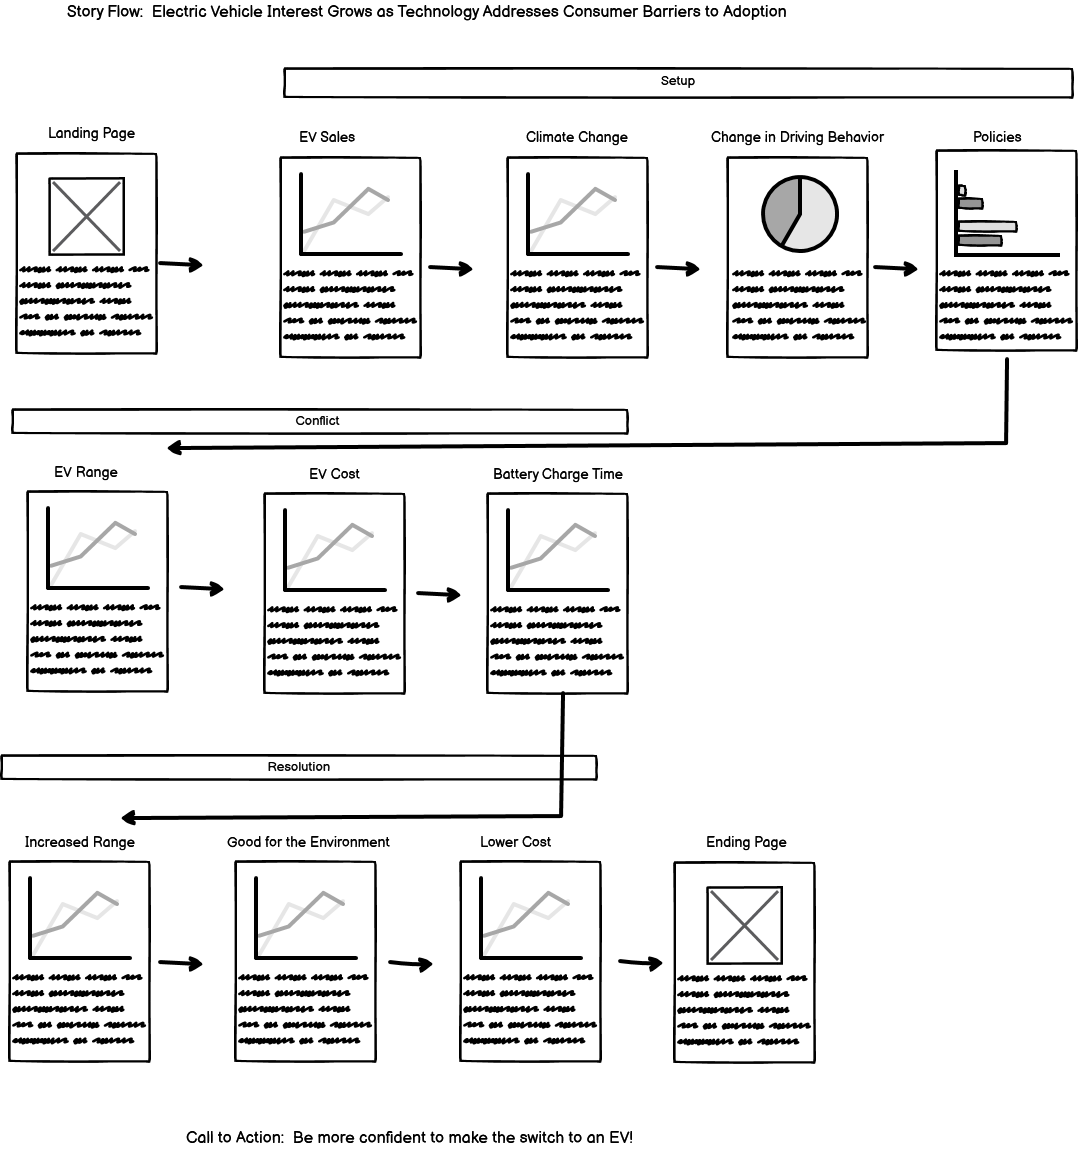 Story Flow:  Electric Vehicle Interest Grows as Technology Addresses Consumer Barriers to Adoption
Setup
Landing Page
EV Sales
Climate Change
Change in Driving Behavior
Policies
Conflict
EV Range
EV Cost
Battery Charge Time
Resolution
Increased Range
Good for the Environment
Lower Cost
Ending Page
Call to Action:  Be more confident to make the switch to an EV!